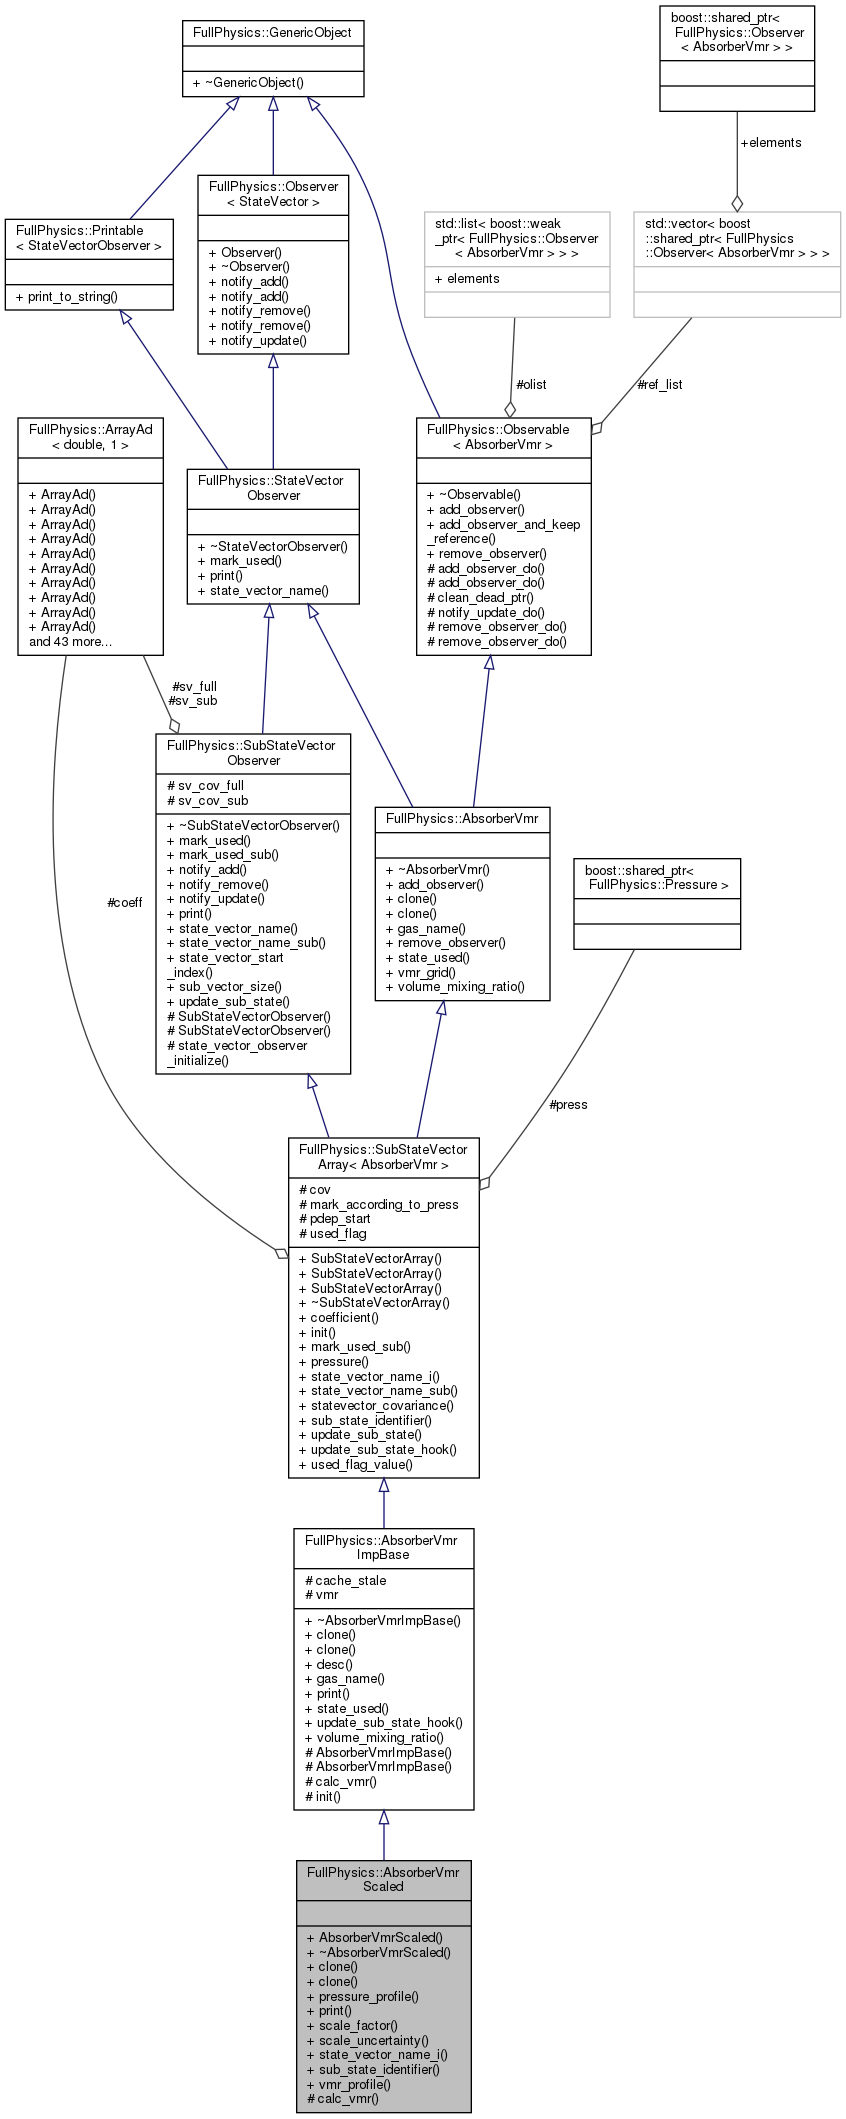 FullPhysics::GenericObject
+ ~GenericObject()
boost::shared_ptr<
FullPhysics::Observer
< AbsorberVmr > >
+elements
FullPhysics::Printable
< StateVectorObserver >
+ print_to_string()
FullPhysics::Observer
< StateVector >
+ Observer()
+ ~Observer()
+ notify_add()
+ notify_add()
+ notify_remove()
+ notify_remove()
+ notify_update()
std::list< boost::weak
_ptr< FullPhysics::Observer
< AbsorberVmr > > >
+ elements
std::vector< boost
::shared_ptr< FullPhysics
::Observer< AbsorberVmr > > >
#olist
#ref_list
FullPhysics::ArrayAd
< double, 1 >
+ ArrayAd()
+ ArrayAd()
+ ArrayAd()
+ ArrayAd()
+ ArrayAd()
+ ArrayAd()
+ ArrayAd()
+ ArrayAd()
+ ArrayAd()
+ ArrayAd()
and 43 more...
FullPhysics::StateVector
Observer
+ ~StateVectorObserver()
+ mark_used()
+ print()
+ state_vector_name()
FullPhysics::Observable
< AbsorberVmr >
+ ~Observable()
+ add_observer()
+ add_observer_and_keep
_reference()
+ remove_observer()
# add_observer_do()
# add_observer_do()
# clean_dead_ptr()
# notify_update_do()
# remove_observer_do()
# remove_observer_do()
#sv_full
#sv_sub
FullPhysics::SubStateVector
Observer
# sv_cov_full
# sv_cov_sub
+ ~SubStateVectorObserver()
+ mark_used()
+ mark_used_sub()
+ notify_add()
+ notify_remove()
+ notify_update()
+ print()
+ state_vector_name()
+ state_vector_name_sub()
+ state_vector_start
_index()
+ sub_vector_size()
+ update_sub_state()
# SubStateVectorObserver()
# SubStateVectorObserver()
# state_vector_observer
_initialize()
FullPhysics::AbsorberVmr
+ ~AbsorberVmr()
+ add_observer()
+ clone()
+ clone()
+ gas_name()
+ remove_observer()
+ state_used()
+ vmr_grid()
+ volume_mixing_ratio()
boost::shared_ptr<
FullPhysics::Pressure >
#coeff
#press
FullPhysics::SubStateVector
Array< AbsorberVmr >
# cov
# mark_according_to_press
# pdep_start
# used_flag
+ SubStateVectorArray()
+ SubStateVectorArray()
+ SubStateVectorArray()
+ ~SubStateVectorArray()
+ coefficient()
+ init()
+ mark_used_sub()
+ pressure()
+ state_vector_name_i()
+ state_vector_name_sub()
+ statevector_covariance()
+ sub_state_identifier()
+ update_sub_state()
+ update_sub_state_hook()
+ used_flag_value()
FullPhysics::AbsorberVmr
ImpBase
# cache_stale
# vmr
+ ~AbsorberVmrImpBase()
+ clone()
+ clone()
+ desc()
+ gas_name()
+ print()
+ state_used()
+ update_sub_state_hook()
+ volume_mixing_ratio()
# AbsorberVmrImpBase()
# AbsorberVmrImpBase()
# calc_vmr()
# init()
FullPhysics::AbsorberVmr
Scaled
+ AbsorberVmrScaled()
+ ~AbsorberVmrScaled()
+ clone()
+ clone()
+ pressure_profile()
+ print()
+ scale_factor()
+ scale_uncertainty()
+ state_vector_name_i()
+ sub_state_identifier()
+ vmr_profile()
# calc_vmr()